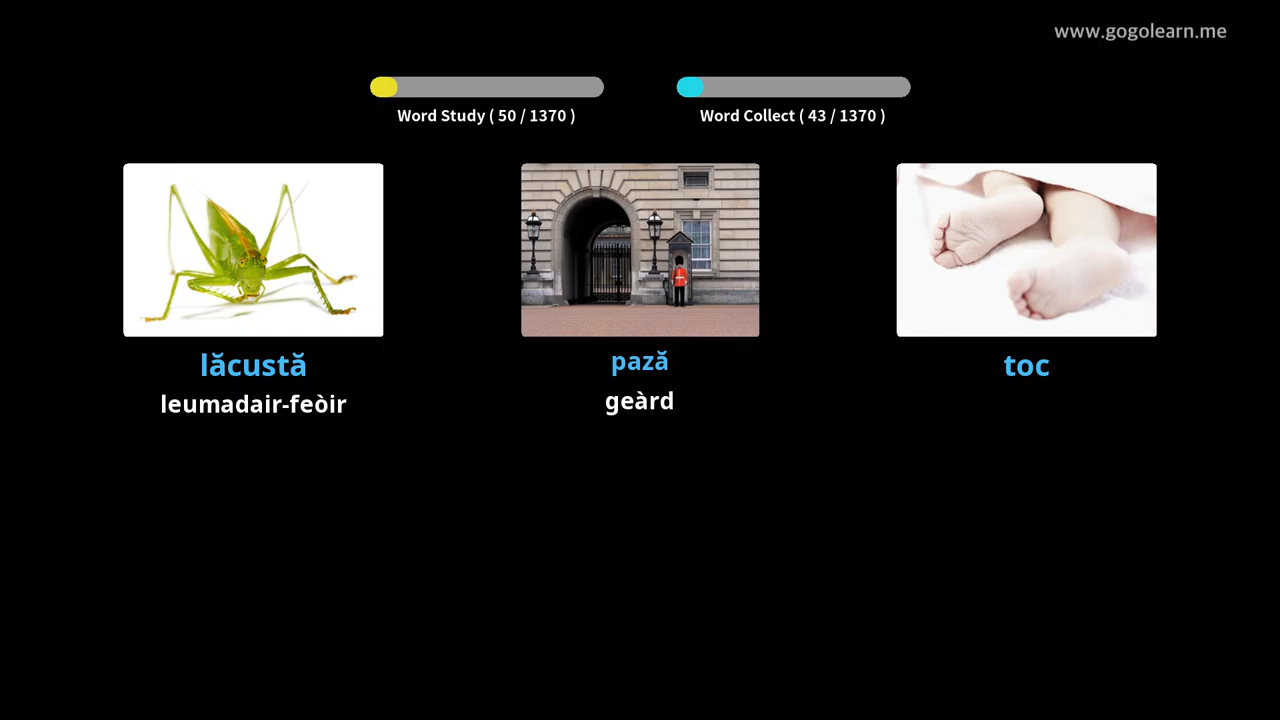 www.gogolearn.me
Word Study ( 50 / 1370 )
Word Collect ( 43 / 1370 )
lăcustă
leumadair-feòir
pază
geàrd
toc